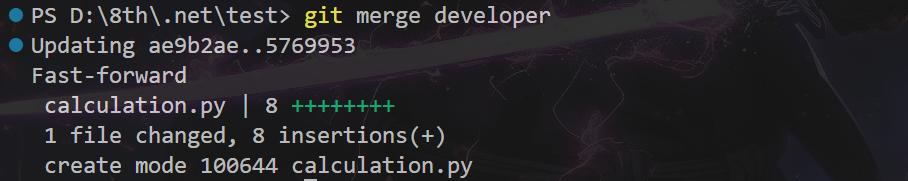 PS D:\8th\.net\test> git merge developer
Updating ae9b2ae..5769953
Fast-forward
 calculation.py | 8 ++++++++
 1 file changed, 8 insertions(+)
 create mode 100644 calculation.py